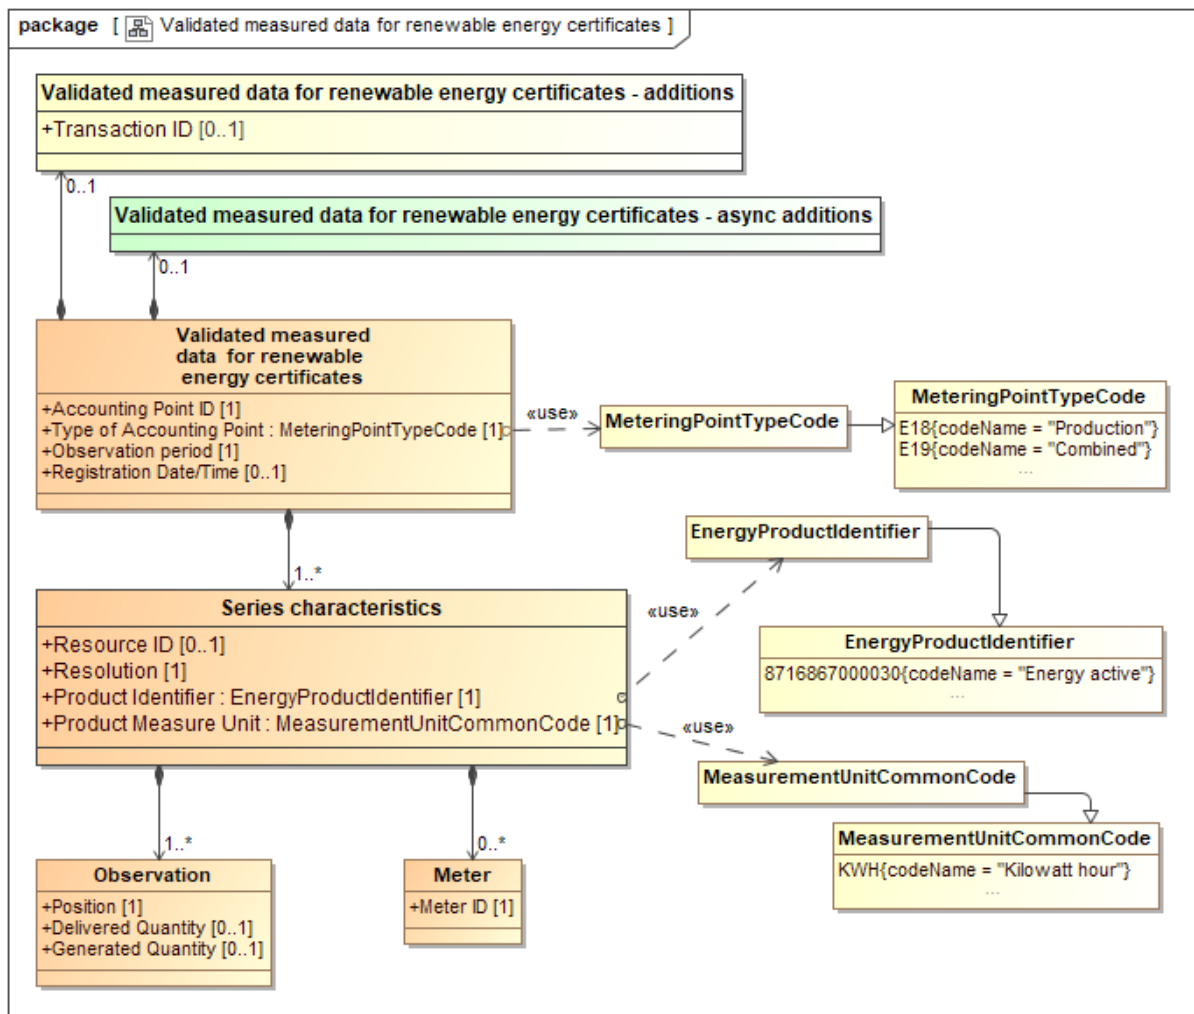 package [ Validated measured data for renewable energy certificates ]
Validated measured data for renewable energy certificates - additions
+Transaction ID [0..1]
0..1
Validated measured data for renewable energy certificates - async additions
0..1
Validated measured
data for renewable
energy certificates
+Accounting Point ID [1]
+Type of Accounting Point : MeteringPointTypeCode [1]
+Observation period [1]
+Registration Date/Time [0..1]
«use»
MeteringPointTypeCode
MeteringPointTypeCode
E18{codeName = "Production"}
E19{codeName = "Combined"}
...
1..*
Series characteristics
+Resource ID [0..1]
+Resolution [1]
+Product Identifier : EnergyProductIdentifier [1]
+Product Measure Unit : MeasurementUnitCommonCode [1]
«use»
EnergyProductIdentifier
EnergyProductIdentifier
8716867000030{codeName = "Energy active"}
...
«use»
MeasurementUnitCommonCode
MeasurementUnitCommonCode
KWH{codeName = "Kilowatt hour"}
...
1..*
0..*
Observation
+Position [1]
+Delivered Quantity [0..1]
+Generated Quantity [0..1]
Meter
+Meter ID [1]